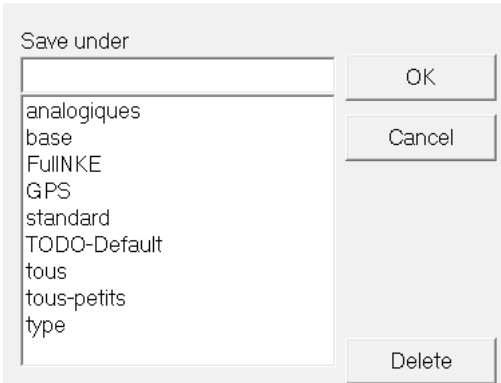 Save under
OK
analogiques
base
Cancel
FullNKE
GPS
standard
TODO-Default
tous
tous-petits
type
Delete